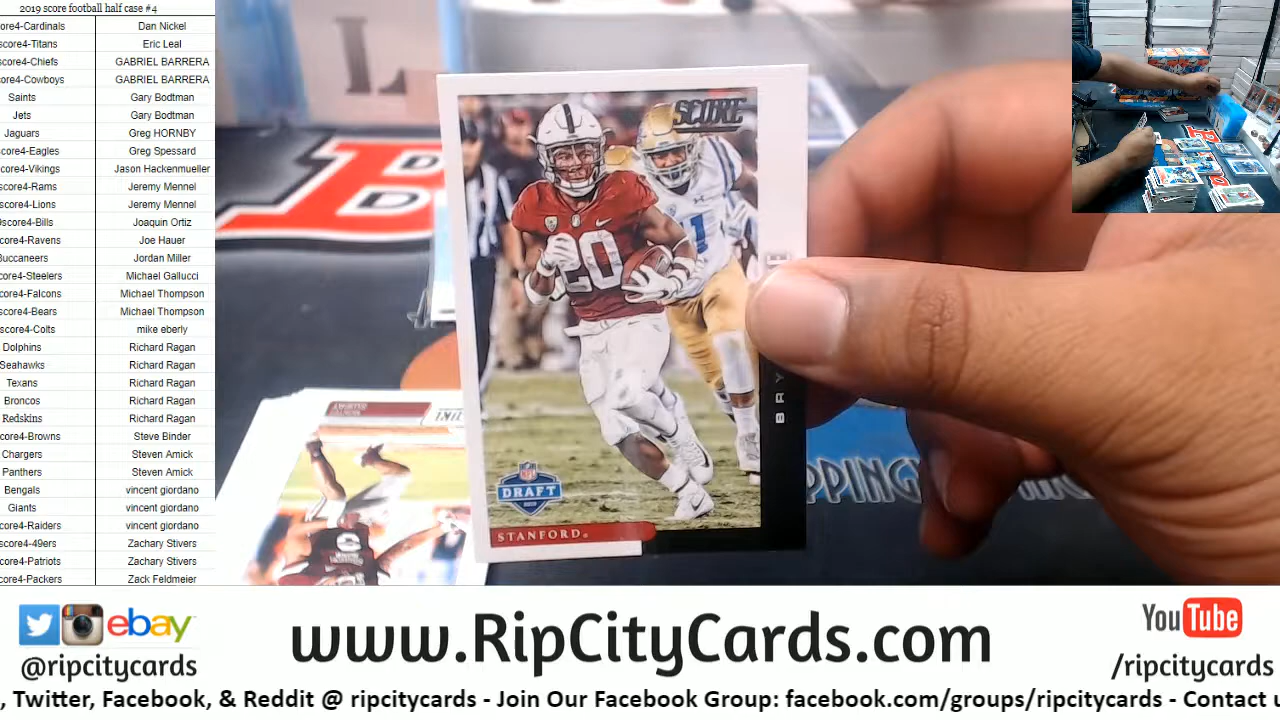 2019 score football half case #4
ore4-Cardinals Dan Nickel
score4-Titans Eric Leal
score4-Chiefs GABRIEL BARRERA
core4-Cowboys GABRIEL BARRERA
Saints Gary Bodtman
Jets Gary Bodtman
Jaguars Greg HORNBY
core4-Eagles Greg Spessard
core4-Vikings Jason Hackenmueller
score4-Rams Jeremy Mennel
score4-Lions Jeremy Mennel
9score4-Bills Joaquin Ortiz
core4-Ravens Joe Hauer
Buccaneers Jordan Miller
core4-Steelers Michael Gallucci
core4-Falcons Michael Thompson
score4-Bears Michael Thompson
score4-Colts mike eberly
Dolphins Richard Ragan
Seahawks Richard Ragan
Texans Richard Ragan
Broncos Richard Ragan
Redskins Richard Ragan
core4-Browns Steve Binder
Chargers Steven Amick
Panthers Steven Amick
Bengals vincent giordano
Giants vincent giordano
core4-Raiders vincent giordano
score4-49ers Zachary Stivers
core4-Patriots Zachary Stivers
core4-Packers Zack Feldmeier
SCORE
20
1
BRY
E
NFL
DRAFT
STANFORD
PPING
ebay
@ripcitycards
www.RipCityCards.com
YouTube
/ripcitycards
, Twitter, Facebook, & Reddit @ ripcitycards - Join Our Facebook Group: facebook.com/groups/ripcitycards - Contact u